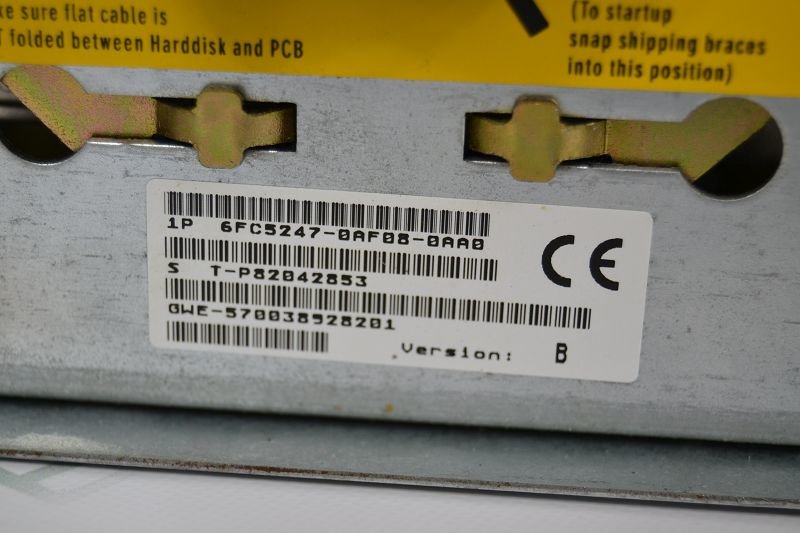 ke sure flat cable is
T folded between Harddisk and PCB
(To startup
snap shipping braces
into this position)
1P 6FC5247-0AF08-0AA0
S T-P82042853
GWE-570038928201
Version: B
CE